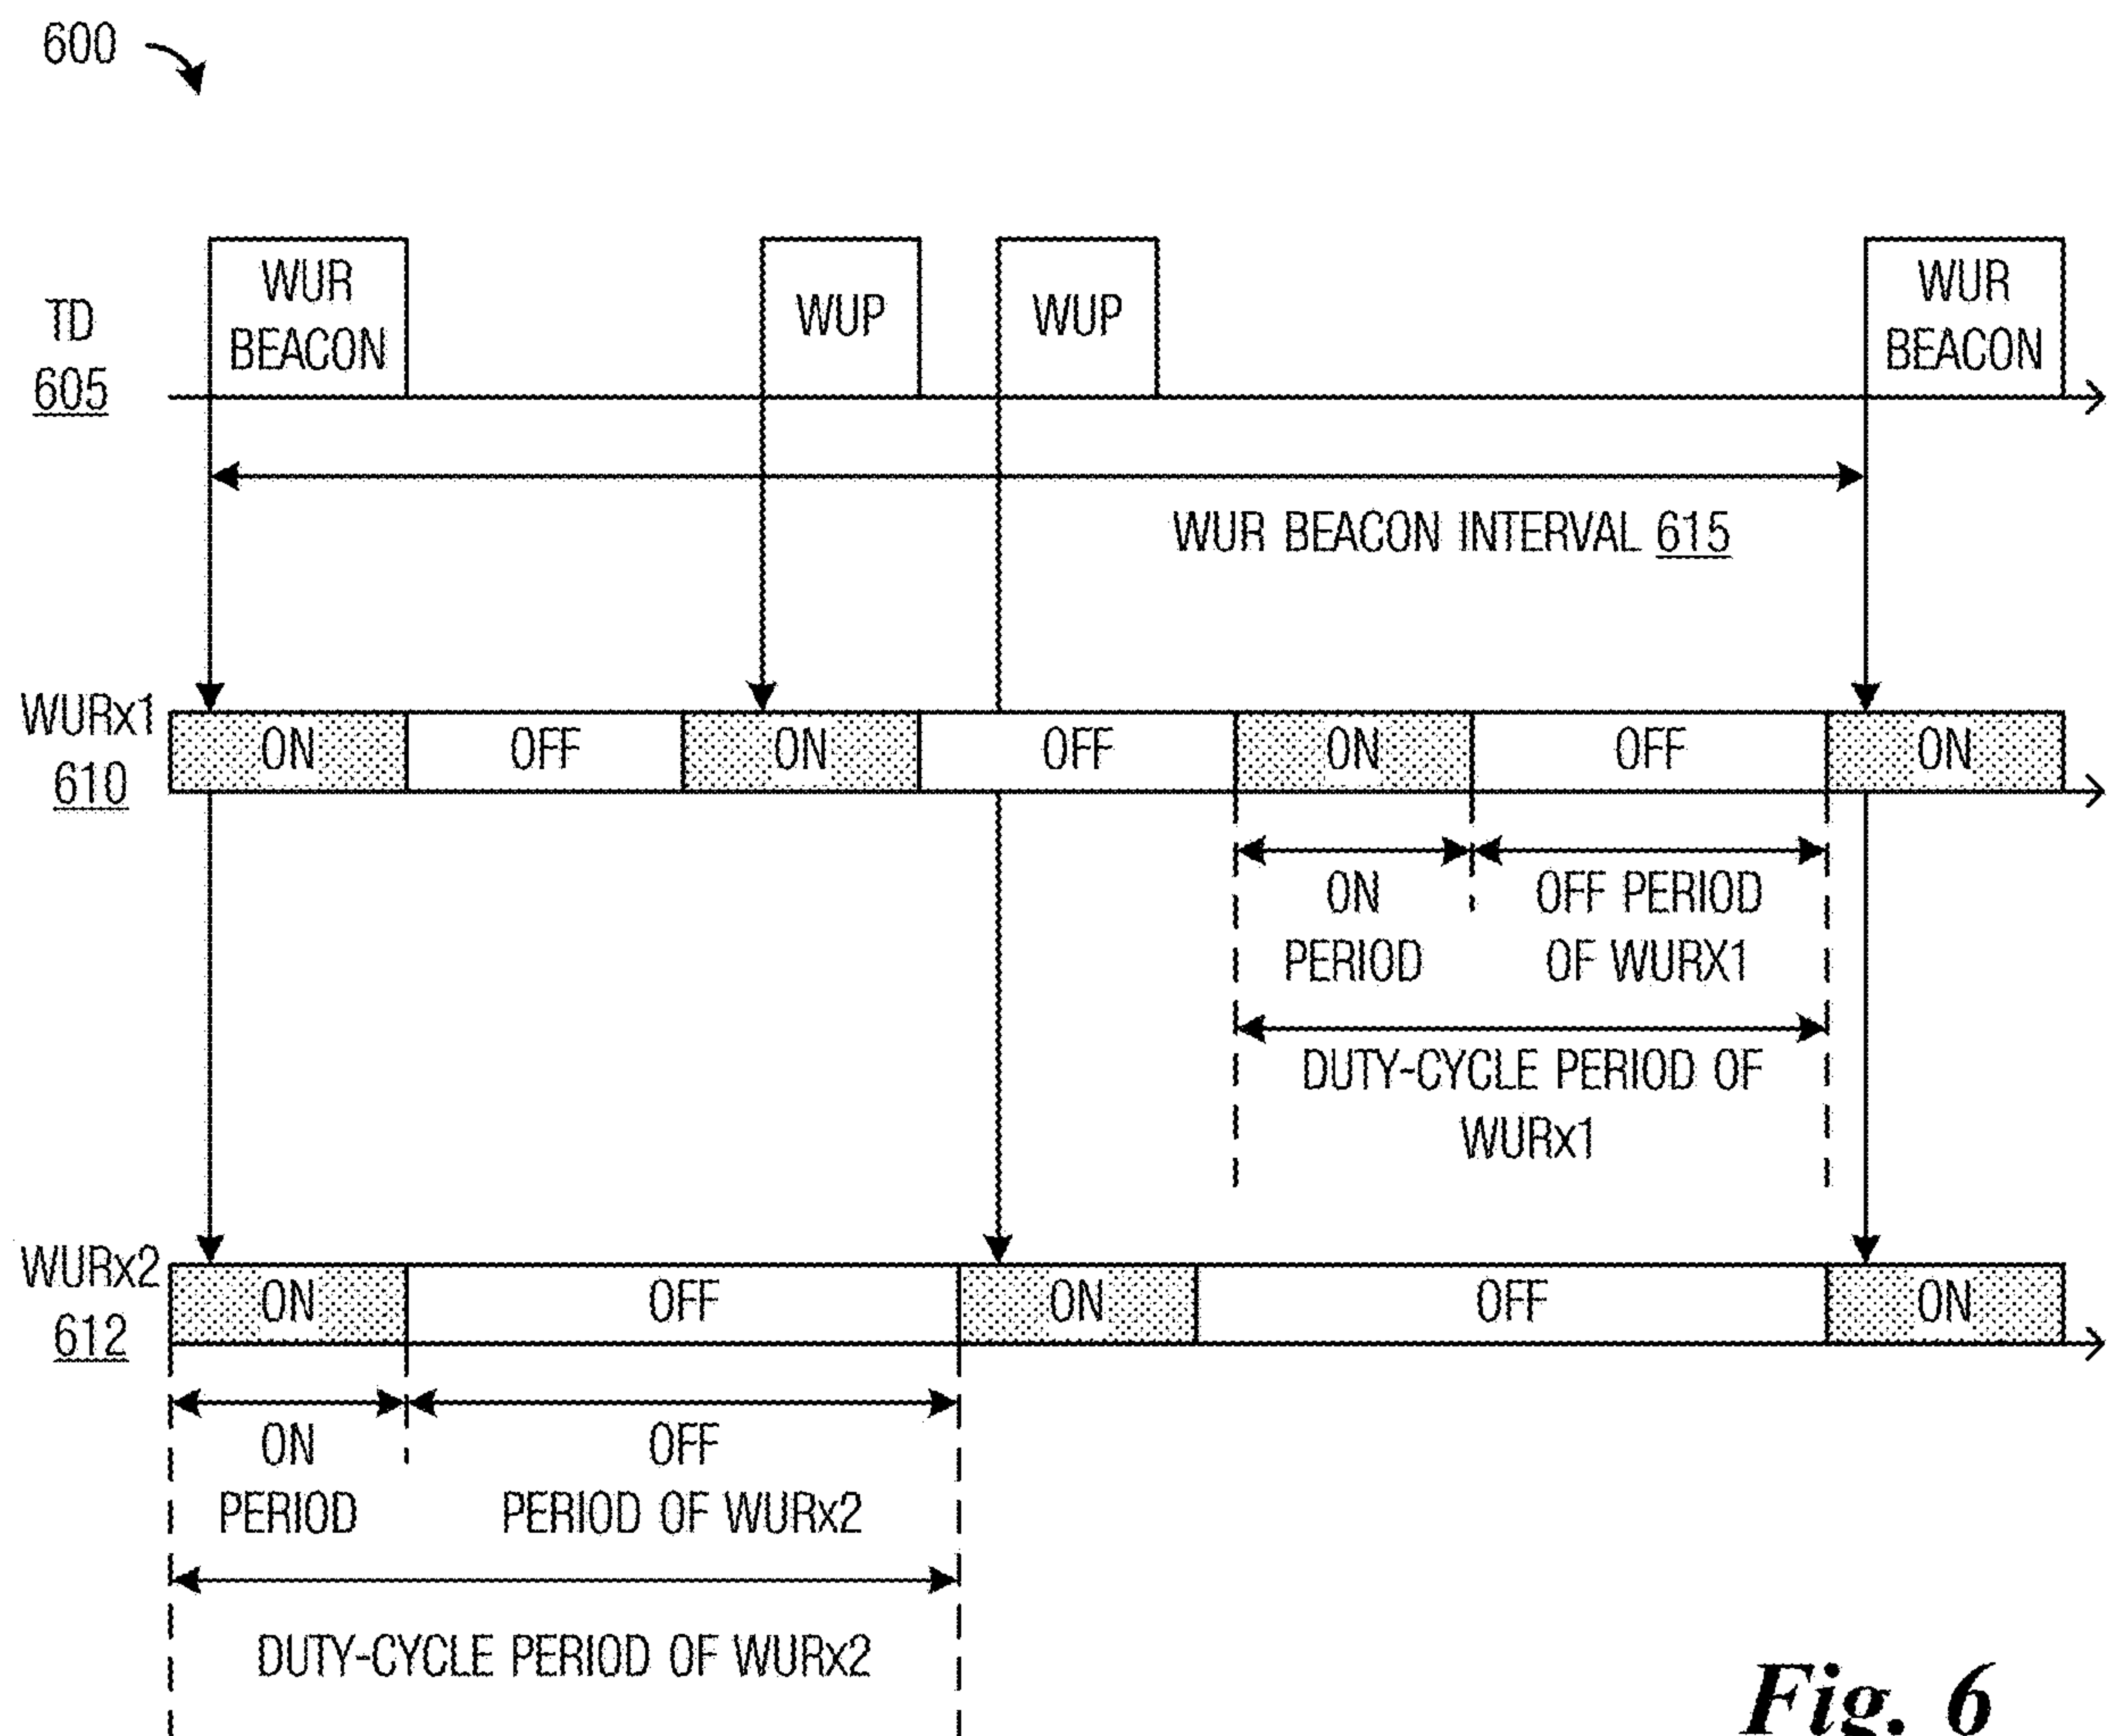 600
WUR
BEACON
WUP
WUP
WUR
BEACON
TD
605
WUR BEACON INTERVAL 615
WURx1
610
ON
OFF
ON
OFF
ON
OFF
ON
ON
PERIOD
OFF PERIOD
OF WURX1
DUTY-CYCLE PERIOD OF
WURx1
WURx2
612
ON
OFF
ON
OFF
ON
ON
PERIOD
OFF
PERIOD OF WURx2
DUTY-CYCLE PERIOD OF WURx2
Fig. 6